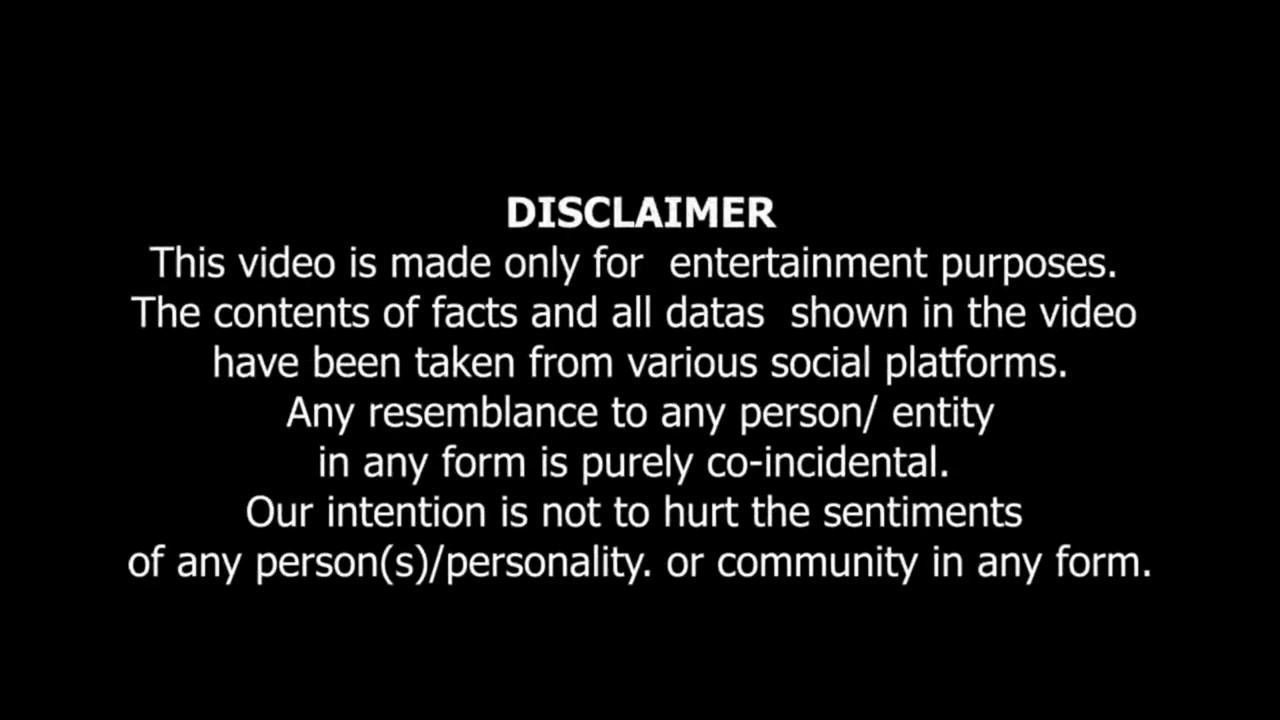 DISCLAIMER
This video is made only for  entertainment purposes.
The contents of facts and all datas  shown in the video
have been taken from various social platforms.
Any resemblance to any person/ entity
in any form is purely co-incidental.
Our intention is not to hurt the sentiments
of any person(s)/personality. or community in any form.